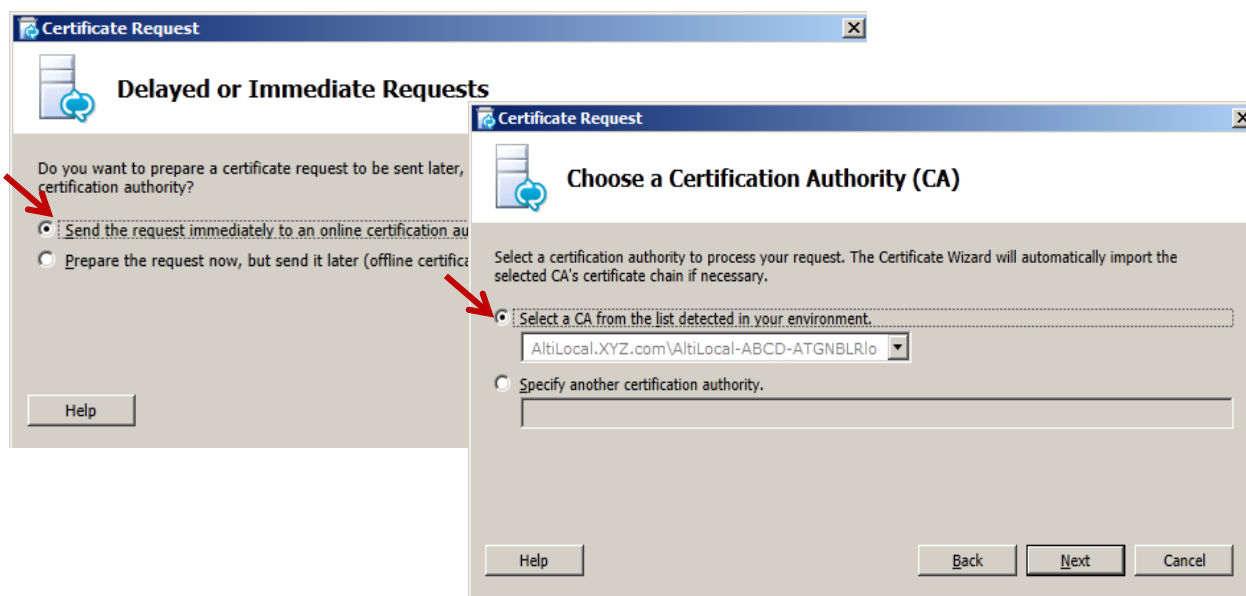 Certificate Request
Delayed or Immediate Requests
Do you want to prepare a certificate request to be sent later,
certification authority?
Send the request immediately to an online certification au
Prepare the request now, but send it later (offline certifica
Help
Certificate Request
Choose a Certification Authority (CA)
Select a certification authority to process your request. The Certificate Wizard will automatically import the
selected CA's certificate chain if necessary.
Select a CA from the list detected in your environment.
AltiLocal.XYZ.com\AltiLocal-ABCD-ATGNBLRlo
Specify another certification authority.
Help
Back
Next
Cancel